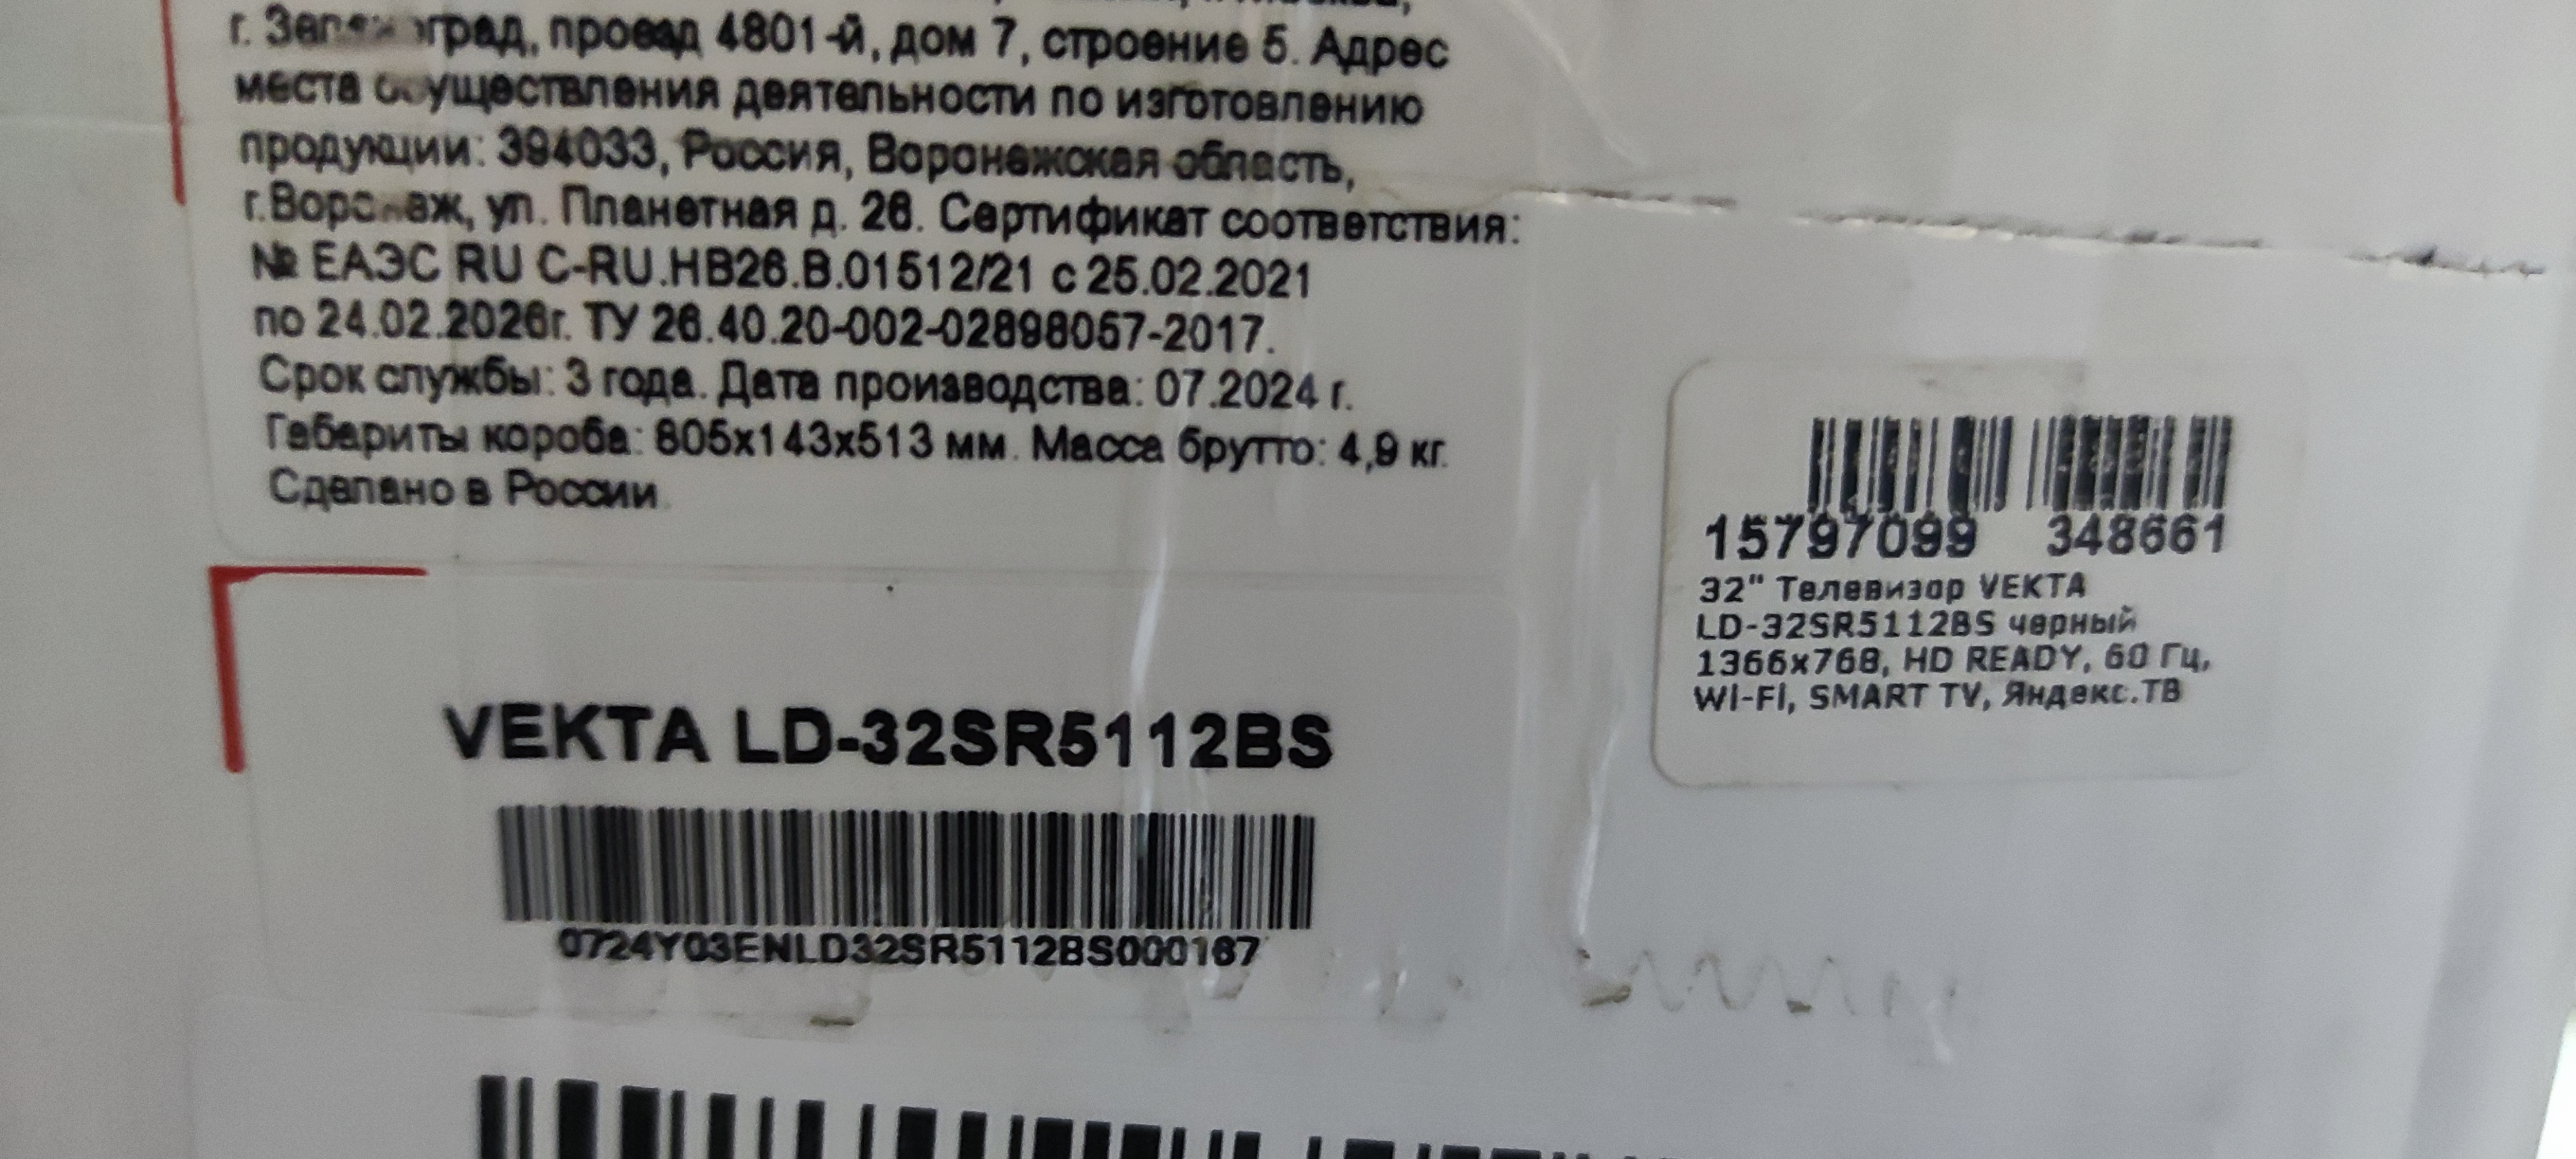 г. Зеленоград, проезд 4801-й, дом 7, строение 5. Адрес
места осуществления деятельности по изготовлению
продукции: 394033, Россия, Воронежская область,
г.Воронеж, ул. Планетная д. 26. Сертификат соответствия:
№ ЕАЭС RU С-RU.НВ26.В.01512/21 с 25.02.2021
по 24.02.2026г. ТУ 26.40.20-002-02898057-2017.
Срок службы: 3 года. Дата производства: 07.2024 г.
Габариты короба: 805х143х513 мм. Масса брутто: 4,9 кг.
Сделано в России.
VEKTA LD-32SR5112BS
0724Y03ENLD32SR5112BS000167
15797099 348661
32" Телевизор VEKTA
LD-32SR5112BS черный
1366x768, HD READY, 60 Гц,
WI-FI, SMART TV, Яндекс.ТВ